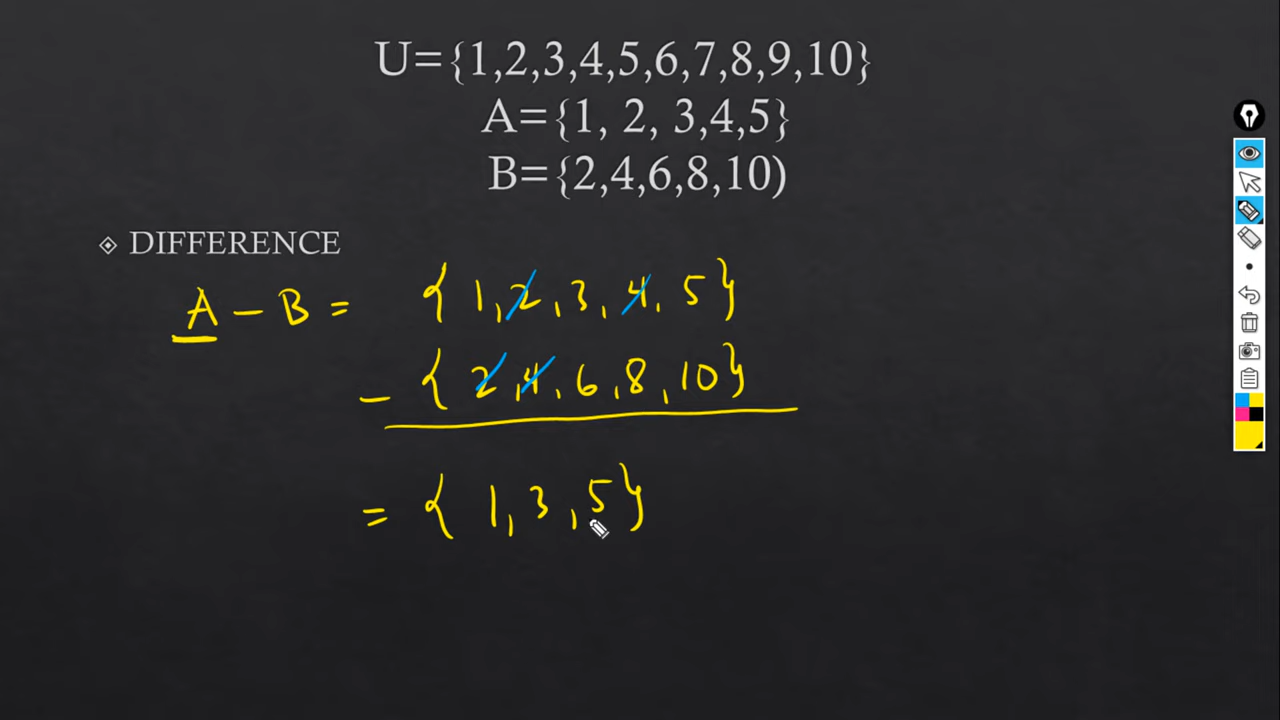 U={1,2,3,4,5,6,7,8,9,10}
A={1, 2, 3,4,5}
B={2,4,6,8,10)
DIFFERENCE
A - B = { 1, 2, 3, 4, 5 }
- { 2, 4, 6, 8, 10 }
= { 1, 3, 5 }